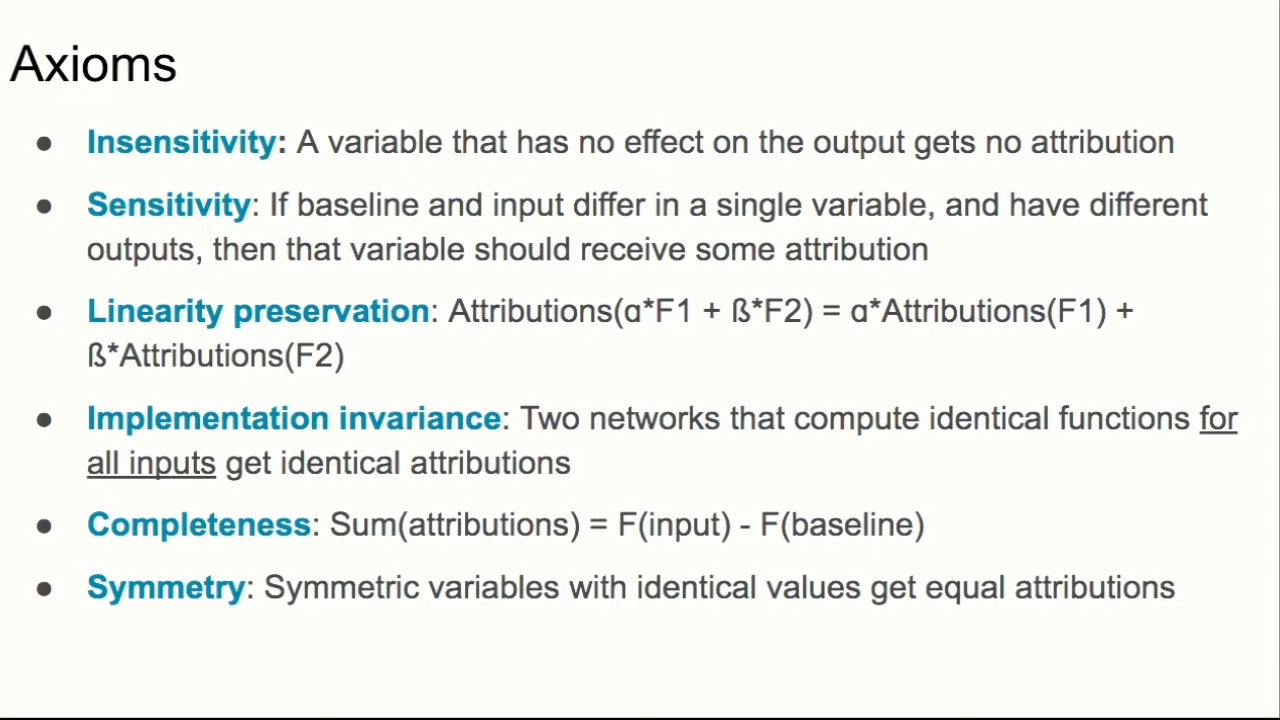 Axioms
● Insensitivity: A variable that has no effect on the output gets no attribution
● Sensitivity: If baseline and input differ in a single variable, and have different
outputs, then that variable should receive some attribution
● Linearity preservation: Attributions(ɑ*F1 + ß*F2) = ɑ*Attributions(F1) +
ß*Attributions(F2)
● Implementation invariance: Two networks that compute identical functions for
all inputs get identical attributions
● Completeness: Sum(attributions) = F(input) - F(baseline)
● Symmetry: Symmetric variables with identical values get equal attributions